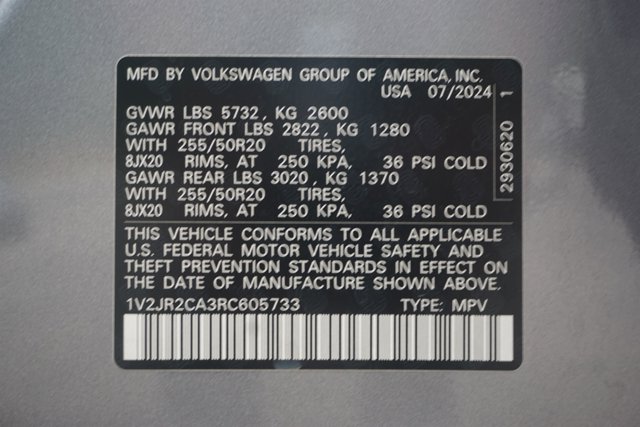 MFD BY VOLKSWAGEN GROUP OF AMERICA, INC.
USA 07/2024
GVWR LBS 5732, KG 2600
GAWR FRONT LBS 2822, KG 1280
WITH 255/50R20 TIRES,
8JX20 RIMS, AT 250 KPA, 36 PSI COLD
GAWR REAR LBS 3020, KG 1370
WITH 255/50R20 TIRES,
8JX20 RIMS, AT 250 KPA, 36 PSI COLD
2930620 1
THIS VEHICLE CONFORMS TO ALL APPLICABLE
U.S. FEDERAL MOTOR VEHICLE SAFETY AND
THEFT PREVENTION STANDARDS IN EFFECT ON
THE DATE OF MANUFACTURE SHOWN ABOVE.
1V2JR2CA3RC605733 TYPE: MPV